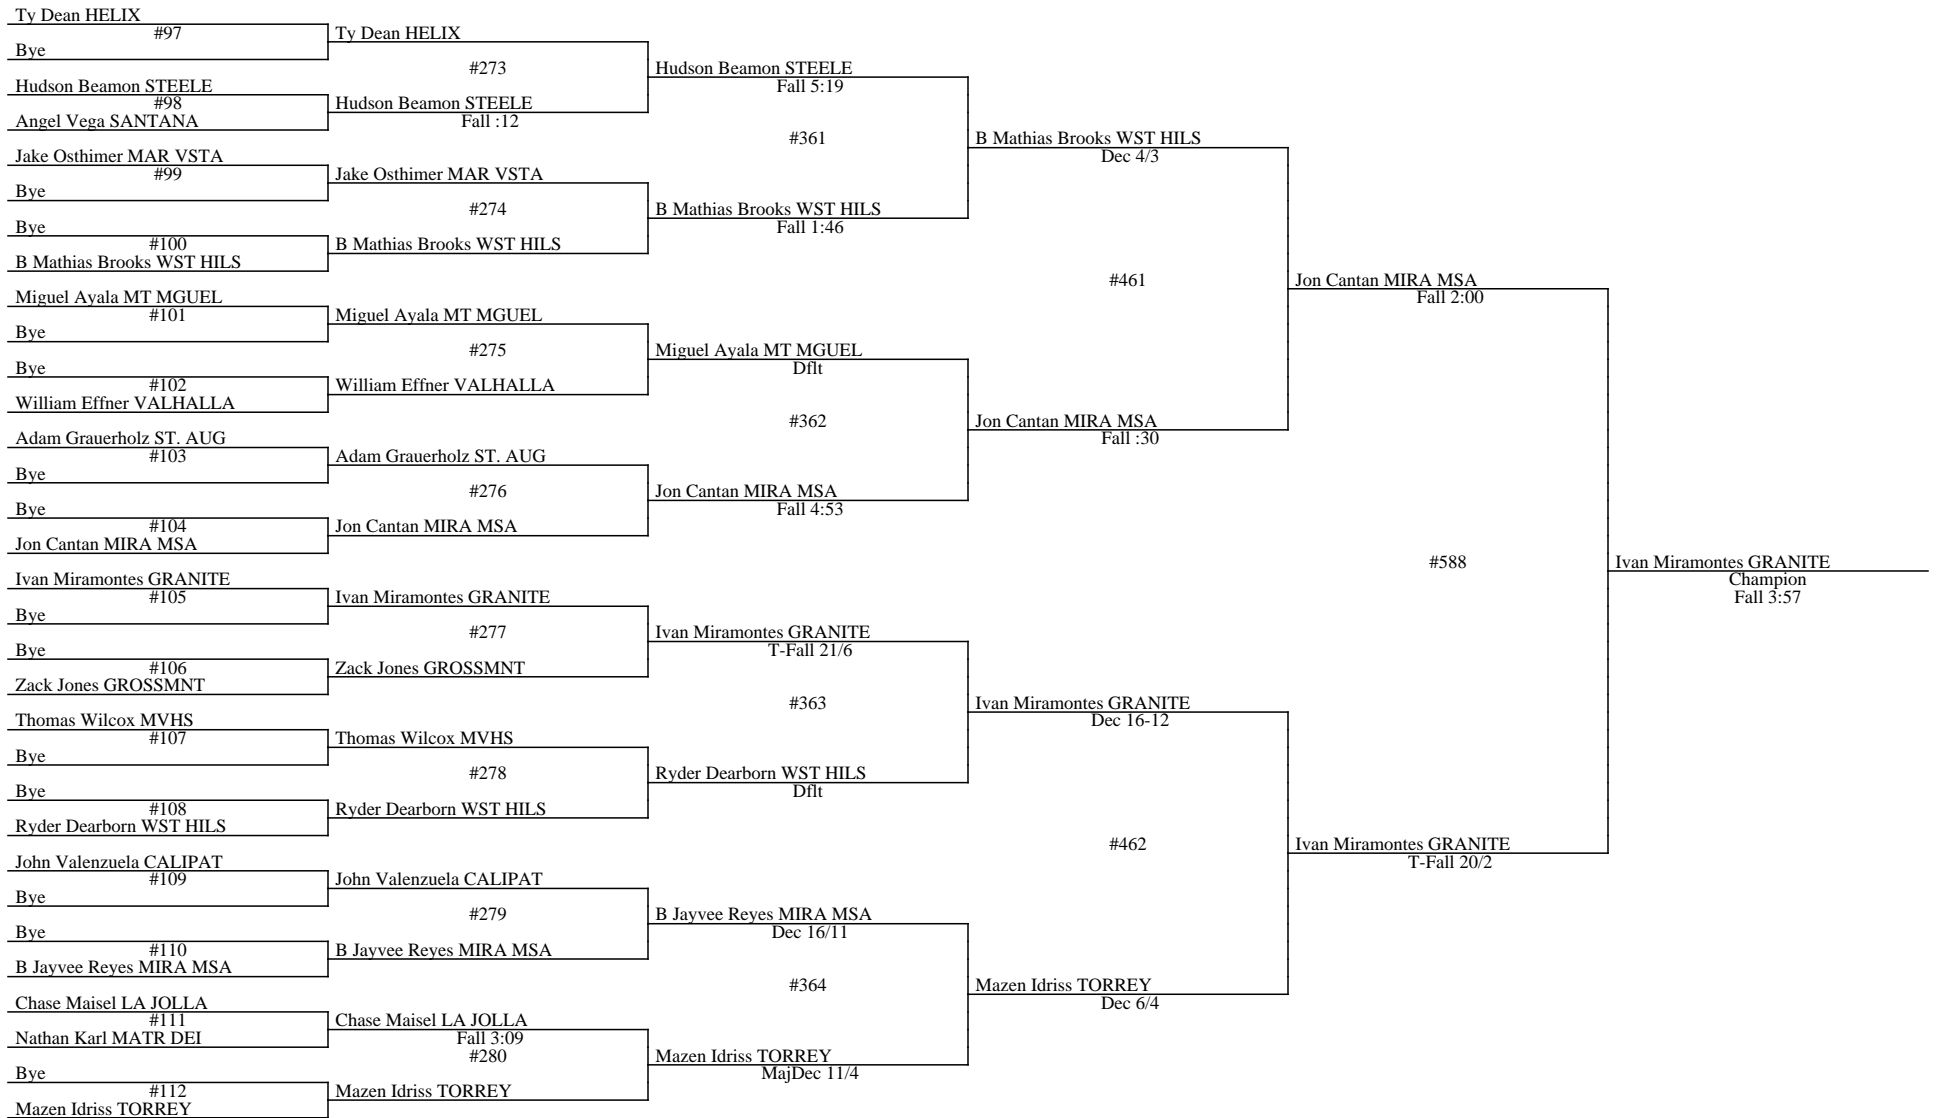 Ty Dean HELIX
#97
Bye
Hudson Beamon STEELE
#98
Angel Vega SANTANA
Jake Osthimer MAR VSTA
#99
Bye
Bye
#100
B Mathias Brooks WST HILS
Miguel Ayala MT MGUEL
#101
Bye
Bye
#102
William Effner VALHALLA
Adam Grauerholz ST. AUG
#103
Bye
Bye
#104
Jon Cantan MIRA MSA
Ivan Miramontes GRANITE
#105
Bye
Bye
#106
Zack Jones GROSSMNT
Thomas Wilcox MVHS
#107
Bye
Bye
#108
Ryder Dearborn WST HILS
John Valenzuela CALIPAT
#109
Bye
Bye
#110
B Jayvee Reyes MIRA MSA
Chase Maisel LA JOLLA
#111
Nathan Karl MATR DEI
Bye
#112
Mazen Idriss TORREY
Ty Dean HELIX
#273
Hudson Beamon STEELE
Fall :12
Jake Osthimer MAR VSTA
#274
B Mathias Brooks WST HILS
Miguel Ayala MT MGUEL
#275
William Effner VALHALLA
Adam Grauerholz ST. AUG
#276
Jon Cantan MIRA MSA
Ivan Miramontes GRANITE
#277
Zack Jones GROSSMNT
Thomas Wilcox MVHS
#278
Ryder Dearborn WST HILS
John Valenzuela CALIPAT
#279
B Jayvee Reyes MIRA MSA
Chase Maisel LA JOLLA
Fall 3:09
#280
Mazen Idriss TORREY
Hudson Beamon STEELE
Fall 5:19
#361
B Mathias Brooks WST HILS
Fall 1:46
Miguel Ayala MT MGUEL
Dflt
#362
Jon Cantan MIRA MSA
Fall 4:53
Ivan Miramontes GRANITE
T-Fall 21/6
#363
Ryder Dearborn WST HILS
Dflt
B Jayvee Reyes MIRA MSA
Dec 16/11
#364
Mazen Idriss TORREY
MajDec 11/4
B Mathias Brooks WST HILS
Dec 4/3
#461
Jon Cantan MIRA MSA
Fall :30
Ivan Miramontes GRANITE
Dec 16-12
#462
Mazen Idriss TORREY
Dec 6/4
Jon Cantan MIRA MSA
Fall 2:00
#588
Ivan Miramontes GRANITE
T-Fall 20/2
Ivan Miramontes GRANITE
Champion
Fall 3:57